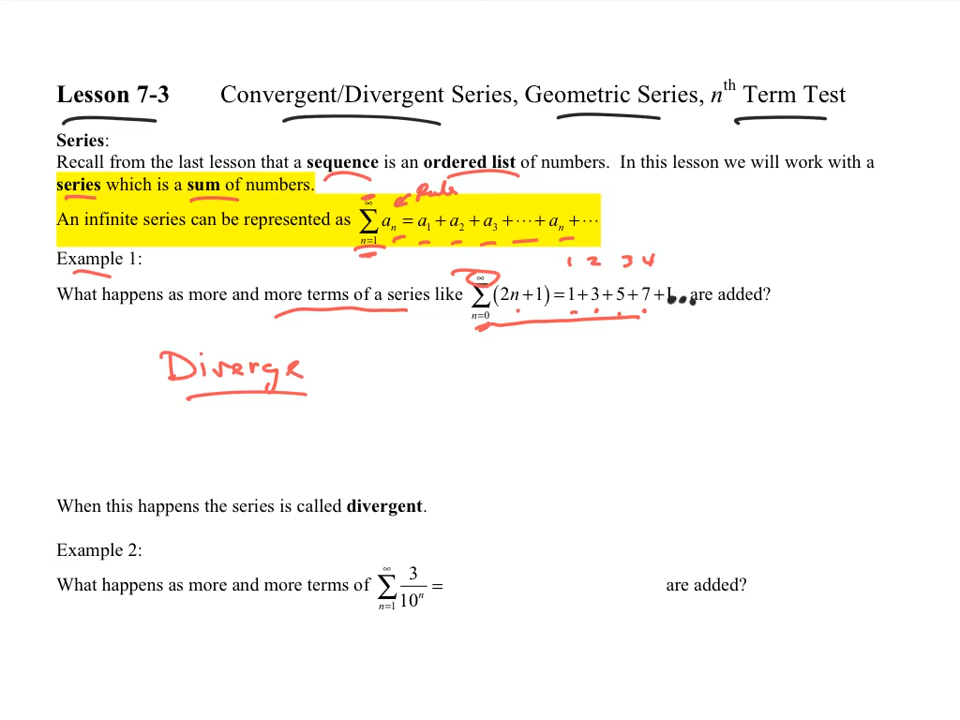 Lesson 7-3 Convergent/Divergent Series, Geometric Series, nth Term Test
Series:
Recall from the last lesson that a sequence is an ordered list of numbers. In this lesson we will work with a
series which is a sum of numbers.
Rule
An infinite series can be represented as ∑_{n=1}^{∞} a_n = a_1 + a_2 + a_3 + ⋯ + a_n + ⋯
Example 1:
1 2 3 4
What happens as more and more terms of a series like ∑_{n=0}^{∞} (2n+1) = 1+3+5+7+... are added?
Diverge
When this happens the series is called divergent.
Example 2:
What happens as more and more terms of ∑_{n=1}^{∞} 3/10^n = are added?